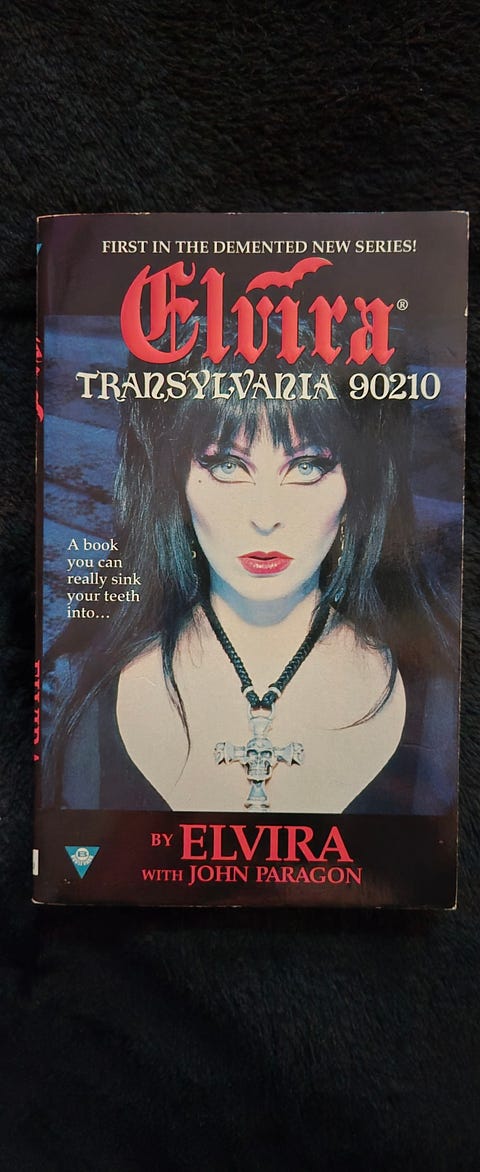 FIRST IN THE DEMENTED NEW SERIES!
Elvira®
TRANSYLVANIA 90210
A book
you can
really sink
your teeth
into...
BY ELVIRA
WITH JOHN PARAGON